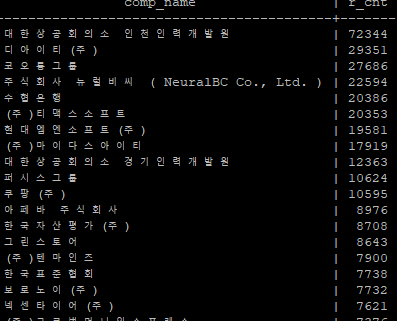 comp_name | r_cnt
대한상공회의소 인천인력개발원 | 72344
디아이티(주) | 29351
코오롱그룹 | 27686
주식회사 뉴럴비씨 ( NeuralBC Co., Ltd. ) | 22594
수협은행 | 20386
(주)티맥스소프트 | 20353
현대엠엔소프트(주) | 19581
(주)마이다스아이티 | 17919
대한상공회의소 경기인력개발원 | 12363
퍼시스그룹 | 10624
쿠팡(주) | 10595
아페바 주식회사 | 8976
한국자산평가(주) | 8708
그린스토어 | 8643
(주)텐마인즈 | 7900
한국표준협회 | 7738
보로노이(주) | 7732
넥센타이어(주) | 7621